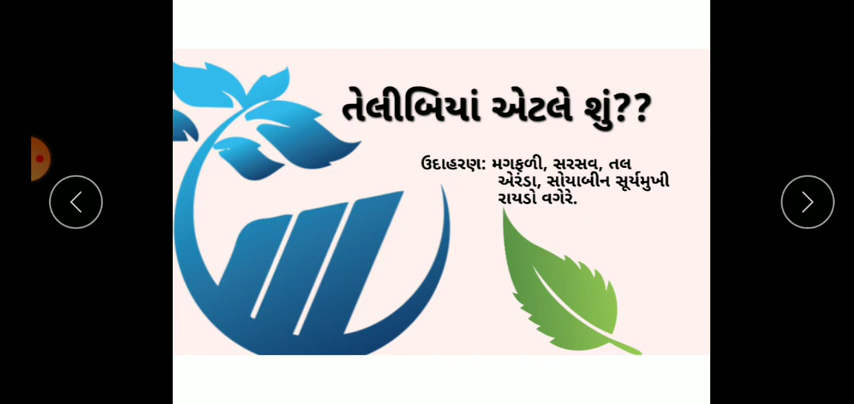 તેલીબિયાં એટલે શું??
ઉદાહરણ: મગફળી, સરસવ, તલ
એરંડા, સોયાબીન સૂર્યમુખી
રાયડો વગેરે.